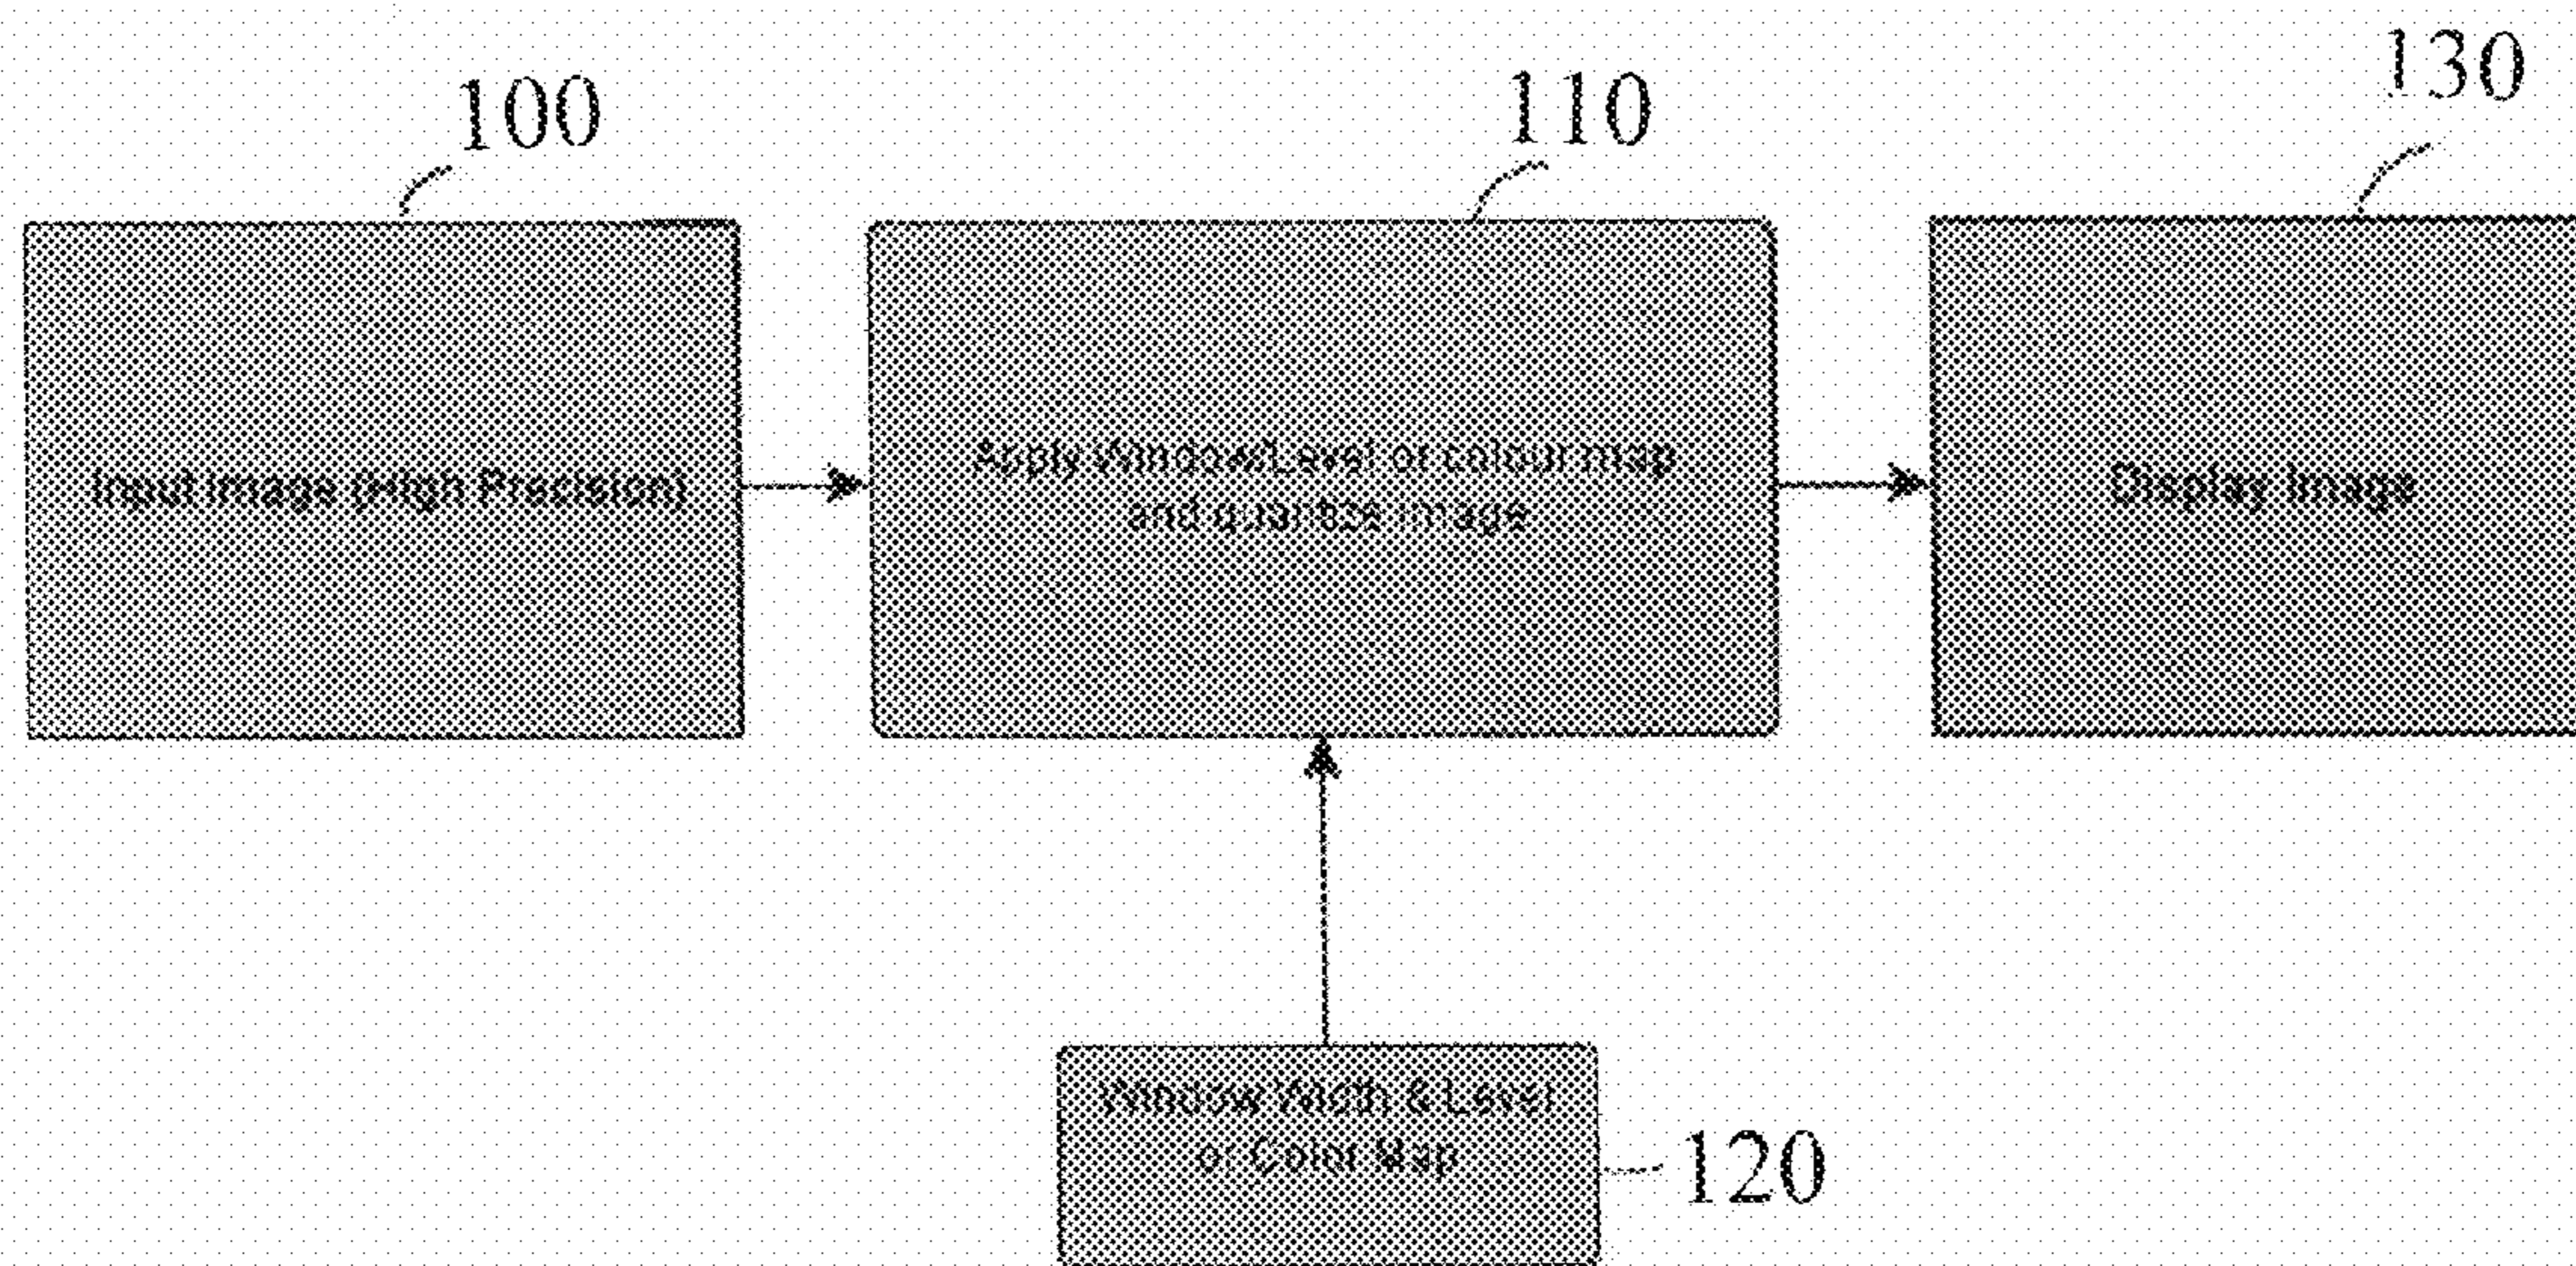 100
110
130
Input Image (High Precision)
Apply Window/Level or colour map
and quantize image
Display Image
Window Width & Level
or Color Map
120